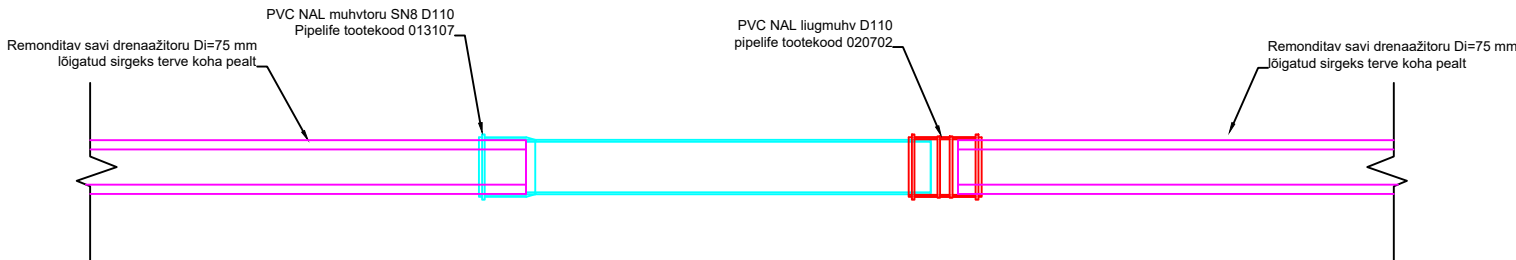 Remonditav savi drenaažitoru Di=75 mm
lõigatud sirgeks terve koha pealt
PVC NAL muhvtoru SN8 D110
Pipelife tootekood 013107
PVC NAL liugmuhv D110
pipelife tootekood 020702
Remonditav savi drenaažitoru Di=75 mm
lõigatud sirgeks terve koha pealt